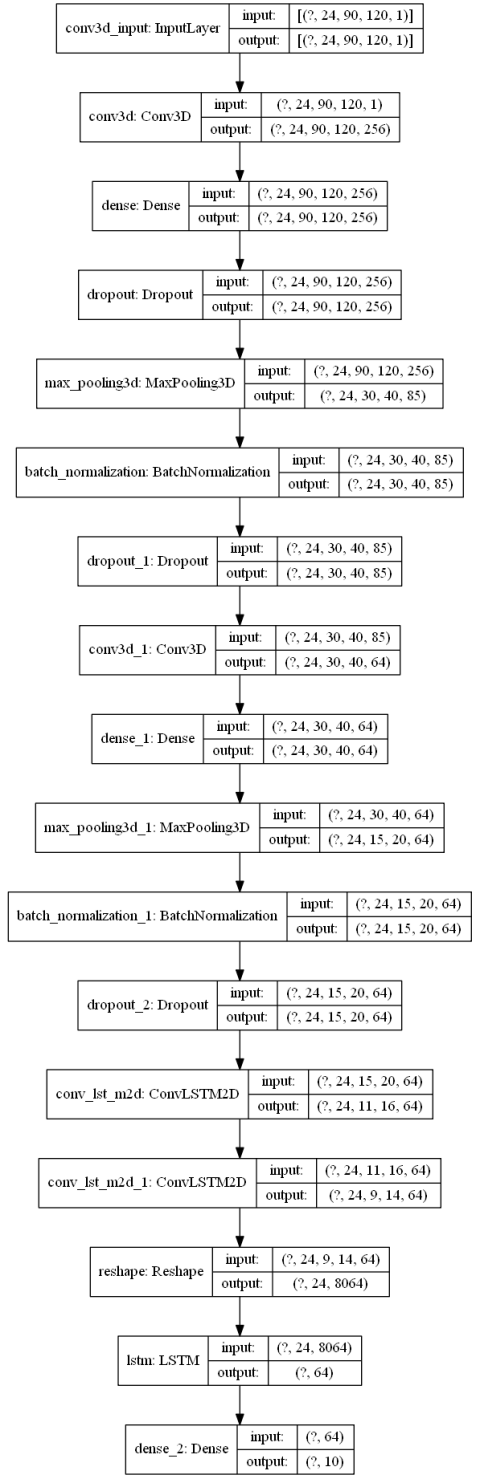 conv3d_input: InputLayer
input: [(?, 24, 90, 120, 1)]
output: [(?, 24, 90, 120, 1)]
conv3d: Conv3D
input: (?, 24, 90, 120, 1)
output: (?, 24, 90, 120, 256)
dense: Dense
input: (?, 24, 90, 120, 256)
output: (?, 24, 90, 120, 256)
dropout: Dropout
input: (?, 24, 90, 120, 256)
output: (?, 24, 90, 120, 256)
max_pooling3d: MaxPooling3D
input: (?, 24, 90, 120, 256)
output: (?, 24, 30, 40, 85)
batch_normalization: BatchNormalization
input: (?, 24, 30, 40, 85)
output: (?, 24, 30, 40, 85)
dropout_1: Dropout
input: (?, 24, 30, 40, 85)
output: (?, 24, 30, 40, 85)
conv3d_1: Conv3D
input: (?, 24, 30, 40, 85)
output: (?, 24, 30, 40, 64)
dense_1: Dense
input: (?, 24, 30, 40, 64)
output: (?, 24, 30, 40, 64)
max_pooling3d_1: MaxPooling3D
input: (?, 24, 30, 40, 64)
output: (?, 24, 15, 20, 64)
batch_normalization_1: BatchNormalization
input: (?, 24, 15, 20, 64)
output: (?, 24, 15, 20, 64)
dropout_2: Dropout
input: (?, 24, 15, 20, 64)
output: (?, 24, 15, 20, 64)
conv_lst_m2d: ConvLSTM2D
input: (?, 24, 15, 20, 64)
output: (?, 24, 11, 16, 64)
conv_lst_m2d_1: ConvLSTM2D
input: (?, 24, 11, 16, 64)
output: (?, 24, 9, 14, 64)
reshape: Reshape
input: (?, 24, 9, 14, 64)
output: (?, 24, 8064)
lstm: LSTM
input: (?, 24, 8064)
output: (?, 64)
dense_2: Dense
input: (?, 64)
output: (?, 10)